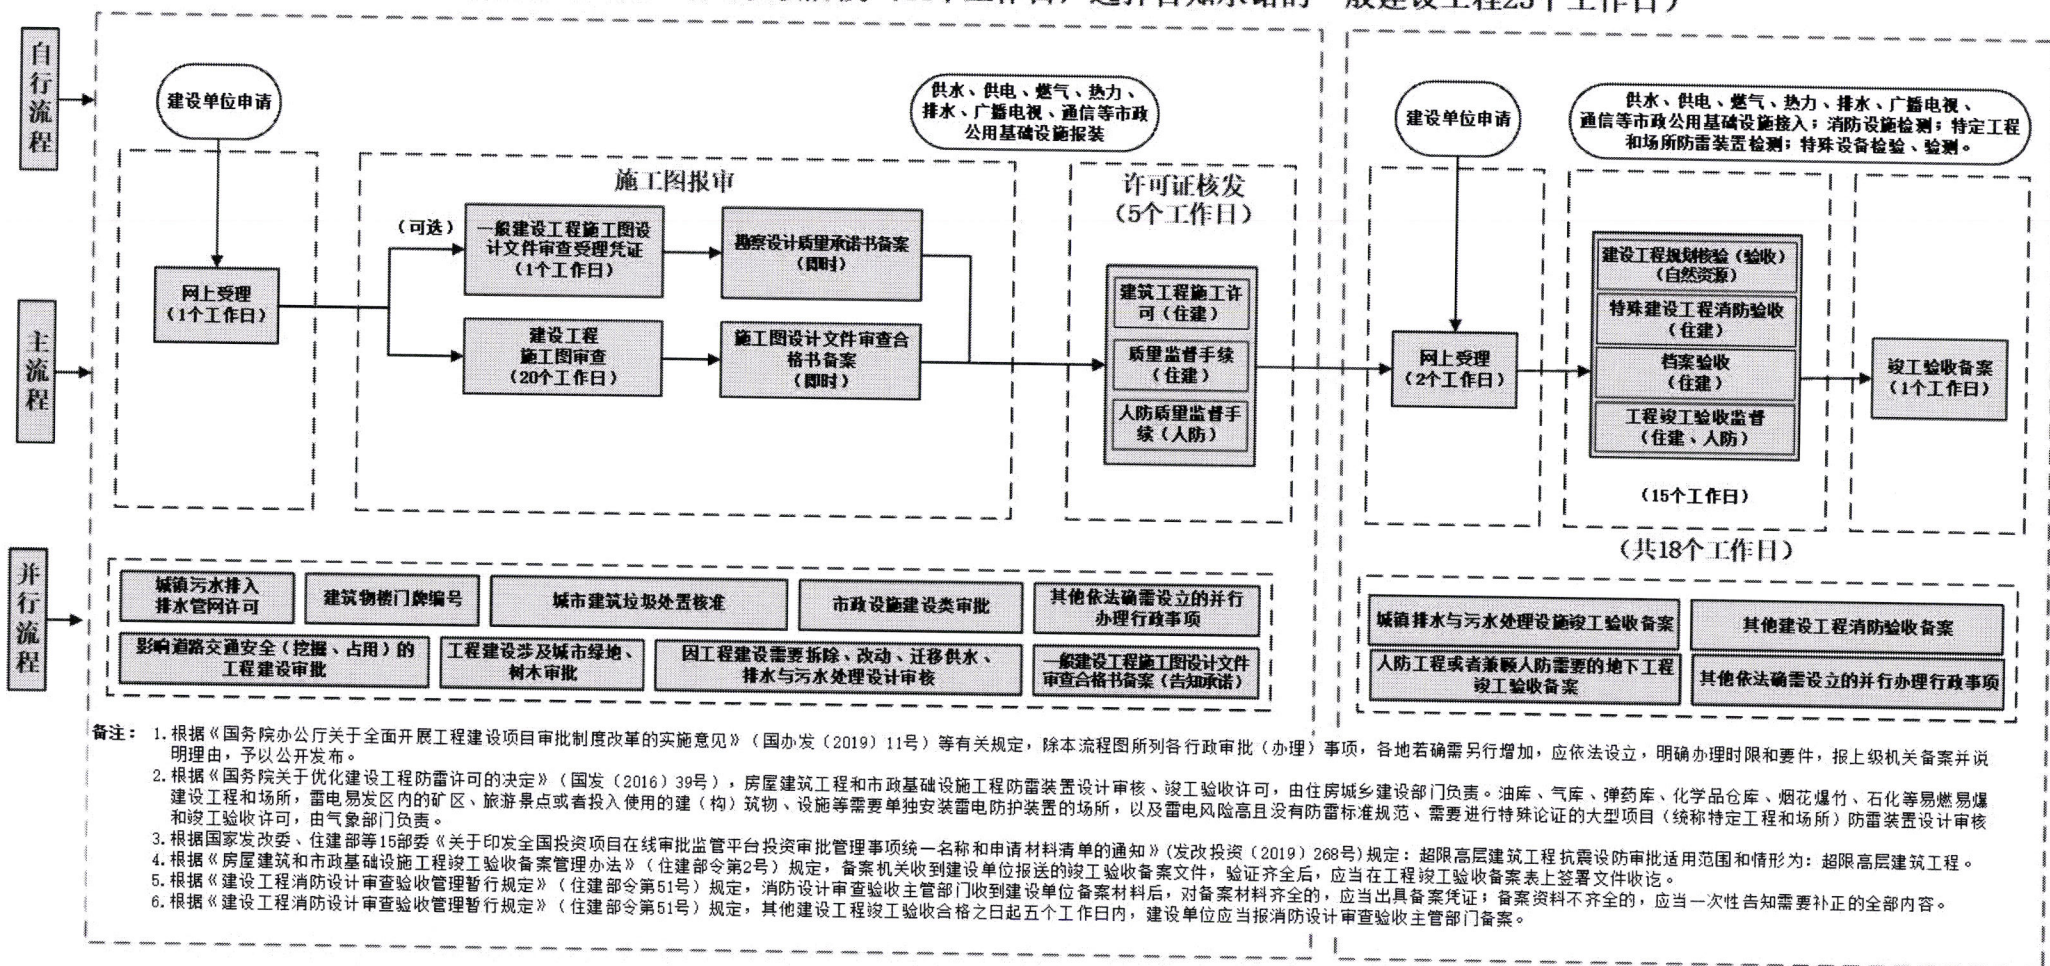 选择告知承诺的一般建设工程25个工作日)
自行流程
建设单位申请
供水、供电、燃气、热力、
排水、广播电视、通信等市政
公用基础设施报装
建设单位申请
供水、供电、燃气、热力、排水、广播电视、
通信等市政公用基础设施接入;消防设施检测;特定工程
和场所防雷装置检测;特殊设备检验、验测。
主流程
网上受理
(1个工作日)
施工图报审
(可选)
一般建设工程施工图设
计文件审查受理凭证
(1个工作日)
勘察设计质量承诺书备案
(即时)
建设工程
施工图审查
(20个工作日)
施工图设计文件审查合
格书备案
(即时)
许可证核发
(5个工作日)
建筑工程施工许
可(住建)
质量监督手续
(住建)
人防质量监督手
续(人防)
网上受理
(2个工作日)
建设工程规划核验(验收)
(自然资源)
特殊建设工程消防验收
(住建)
档案验收
(住建)
工程竣工验收监督
(住建、人防)
(15个工作日)
竣工验收备案
(1个工作日)
(共18个工作日)
并行流程
城镇污水排入
排水管网许可
建筑物楼门牌编号
城市建筑垃圾处置核准
市政设施建设类审批
其他依法确需设立的并行
办理行政事项
影响道路交通安全(挖掘、占用)的
工程建设审批
工程建设涉及城市绿地、
树木审批
因工程建设需要拆除、改动、迁移供水、
排水与污水处理设计审核
一般建设工程施工图设计文件
审查合格书备案(告知承诺)
城镇排水与污水处理设施竣工验收备案
其他建设工程消防验收备案
人防工程或者兼顾人防需要的地下工程
竣工验收备案
其他依法确需设立的并行办理行政事项
备注: 1.根据《国务院办公厅关于全面开展工程建设项目审批制度改革的实施意见》(国办发(2019)11号)等有关规定,除本流程图所列各行政审批(办理)事项,各地若确需另行增加,应依法设立,明确办理时限和要件,报上级机关备案并说
明理由,予以公开发布。
2.根据《国务院关于优化建设工程防雷许可的决定》(国发(2016)39号),房屋建筑工程和市政基础设施工程防雷装置设计审核、竣工验收许可,由住房城乡建设部门负责。油库、气库、弹药库、化学品仓库、烟花爆竹、石化等易燃易爆
建设工程和场所,雷电易发区内的矿区、旅游景点或者投入使用的建(构)筑物、设施等需要单独安装雷电防护装置的场所,以及雷电风险高且没有防雷标准规范、需要进行特殊论证的大型项目(统称特定工程和场所)防雷装置设计审核
和竣工验收许可,由气象部门负责。
3.根据国家发改委、住建部等15部委《关于印发全国投资项目在线审批监管平台投资审批管理事项统一名称和申请材料清单的通知》(发改投资(2019)268号)规定:超限高层建筑工程抗震设防审批适用范围和情形为:超限高层建筑工程。
4.根据《房屋建筑和市政基础设施工程竣工验收备案管理办法》(住建部令第2号)规定,备案机关收到建设单位报送的竣工验收备案文件,验证齐全后,应当在工程竣工验收备案表上签署文件收讫。
5.根据《建设工程消防设计审查验收管理暂行规定》(住建部令第51号)规定,消防设计审查验收主管部门收到建设单位备案材料后,对备案材料齐全的,应当出具备案凭证;备案资料不齐全的,应当一次性告知需要补正的全部内容。
6.根据《建设工程消防设计审查验收管理暂行规定》(住建部令第51号)规定,其他建设工程竣工验收合格之日起五个工作日内,建设单位应当报消防设计审查验收主管部门备案。